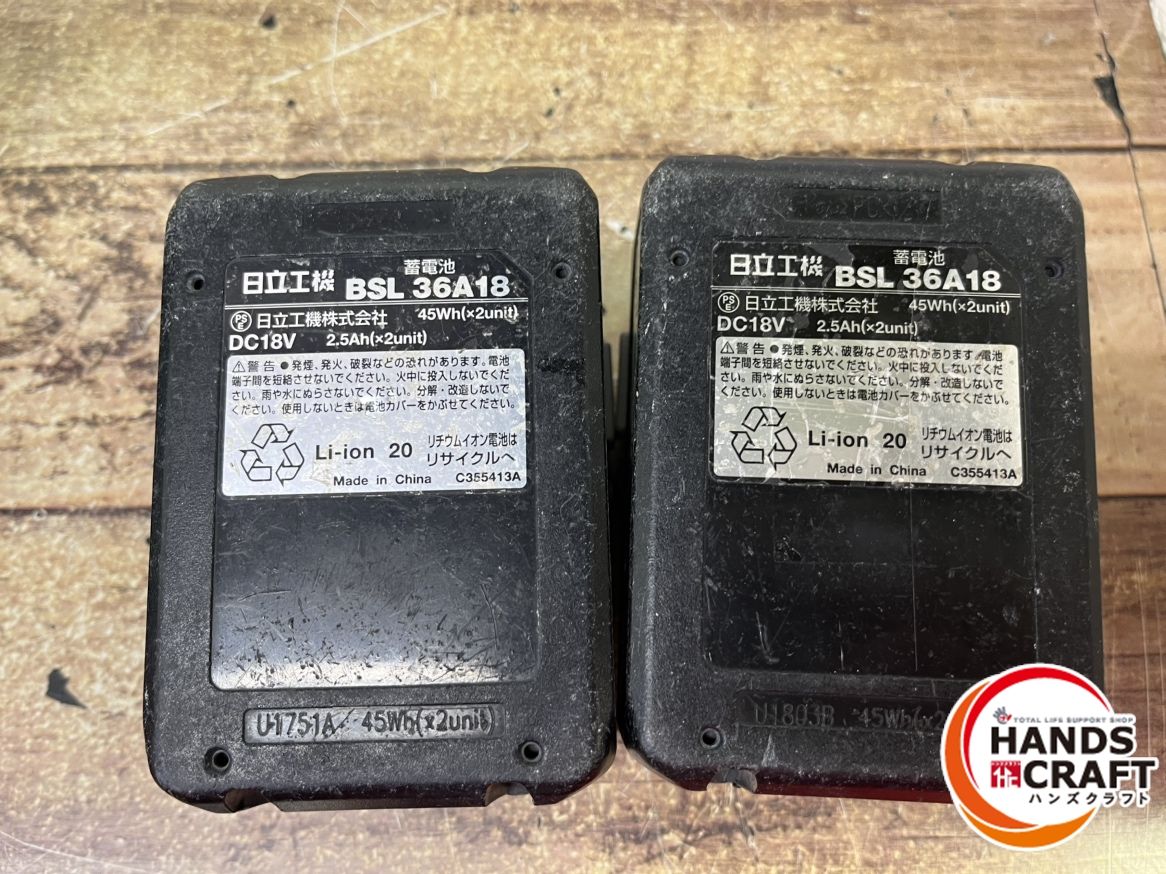 蓄電池
日立工機 BSL 36A18
45Wh(×2unit)
PSE 日立工機株式会社
DC18V 2.5Ah(×2unit)
⚠警告 ●発煙、発火、破裂などの恐れがあります。電池
端子間を短絡させないでください。火中に投入しないでくだ
さい。雨や水にぬらさないでください。分解・改造しないで
ください。使用しないときは電池カバーをかぶせてください。
Li-ion 20 リチウムイオン電池は
リサイクルへ
Made in China C355413A
U1751A 45Wh(×2unit)
蓄電池
日立工機 BSL 36A18
PSE 日立工機株式会社 45Wh(×2unit)
DC18V 2.5Ah(×2unit)
⚠警告 ●発煙、発火、破裂などの恐れがあります。電池
端子間を短絡させないでください。火中に投入しないでくだ
さい。雨や水にぬらさないでください。分解・改造しないで
ください。使用しないときは電池カバーをかぶせてください。
Li-ion 20 リチウムイオン電池は
リサイクルへ
Made in China C355413A
U1803B 45Wh(×2
TOTAL LIFE SUPPORT SHOP
HANDS
CRAFT
ハンズクラフト